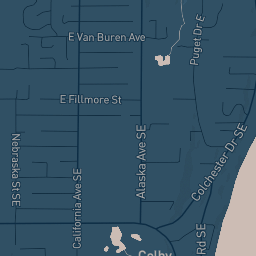 E Van Buren Ave
Puget Dr E
E Fillmore St
Nebraska St SE
California Ave SE
Alaska Ave SE
Colchester Dr SE
Rd SE
Colby